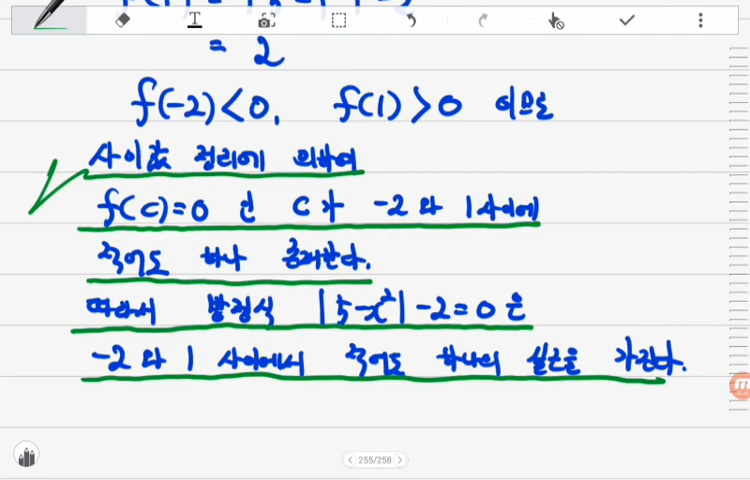 = 2
f(-2)<0, f(1)>0 이므로
사이값 정리에 의하여
f(c)=0 인 c가 -2와 1사이에
적어도 하나 존재한다.
따라서 방정식 |5-x²|-2=0은
-2와 1 사이에서 적어도 하나의 실근을 가진다.
255/258